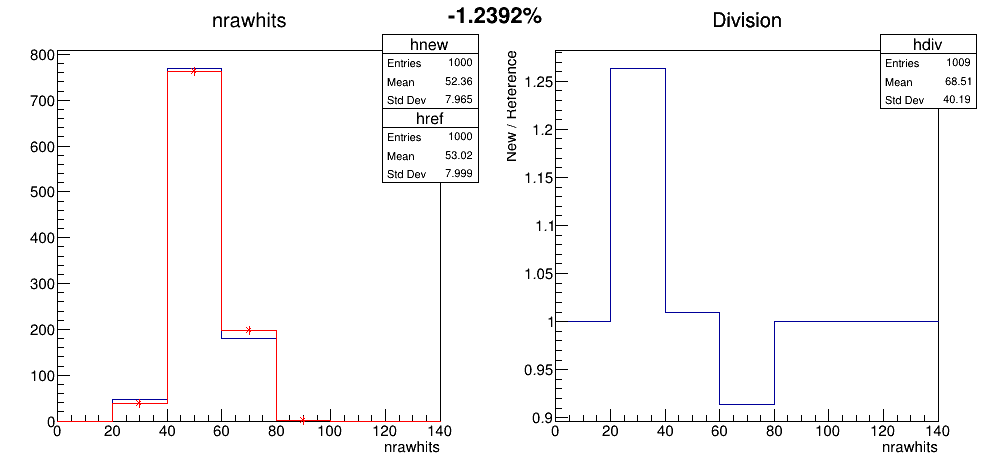 -1.2392%
nrawhits
800
700
600
500
400
300
200
100
0
0 20 40 60 80 100 120 140
nrawhits
hnew
Entries 1000
Mean 52.36
Std Dev 7.965
href
Entries 1000
Mean 53.02
Std Dev 7.999
Division
New / Reference
1.25
1.2
1.15
1.1
1.05
1
0.95
0.9
0 20 40 60 80 100 120 140
nrawhits
hdiv
Entries 1009
Mean 68.51
Std Dev 40.19